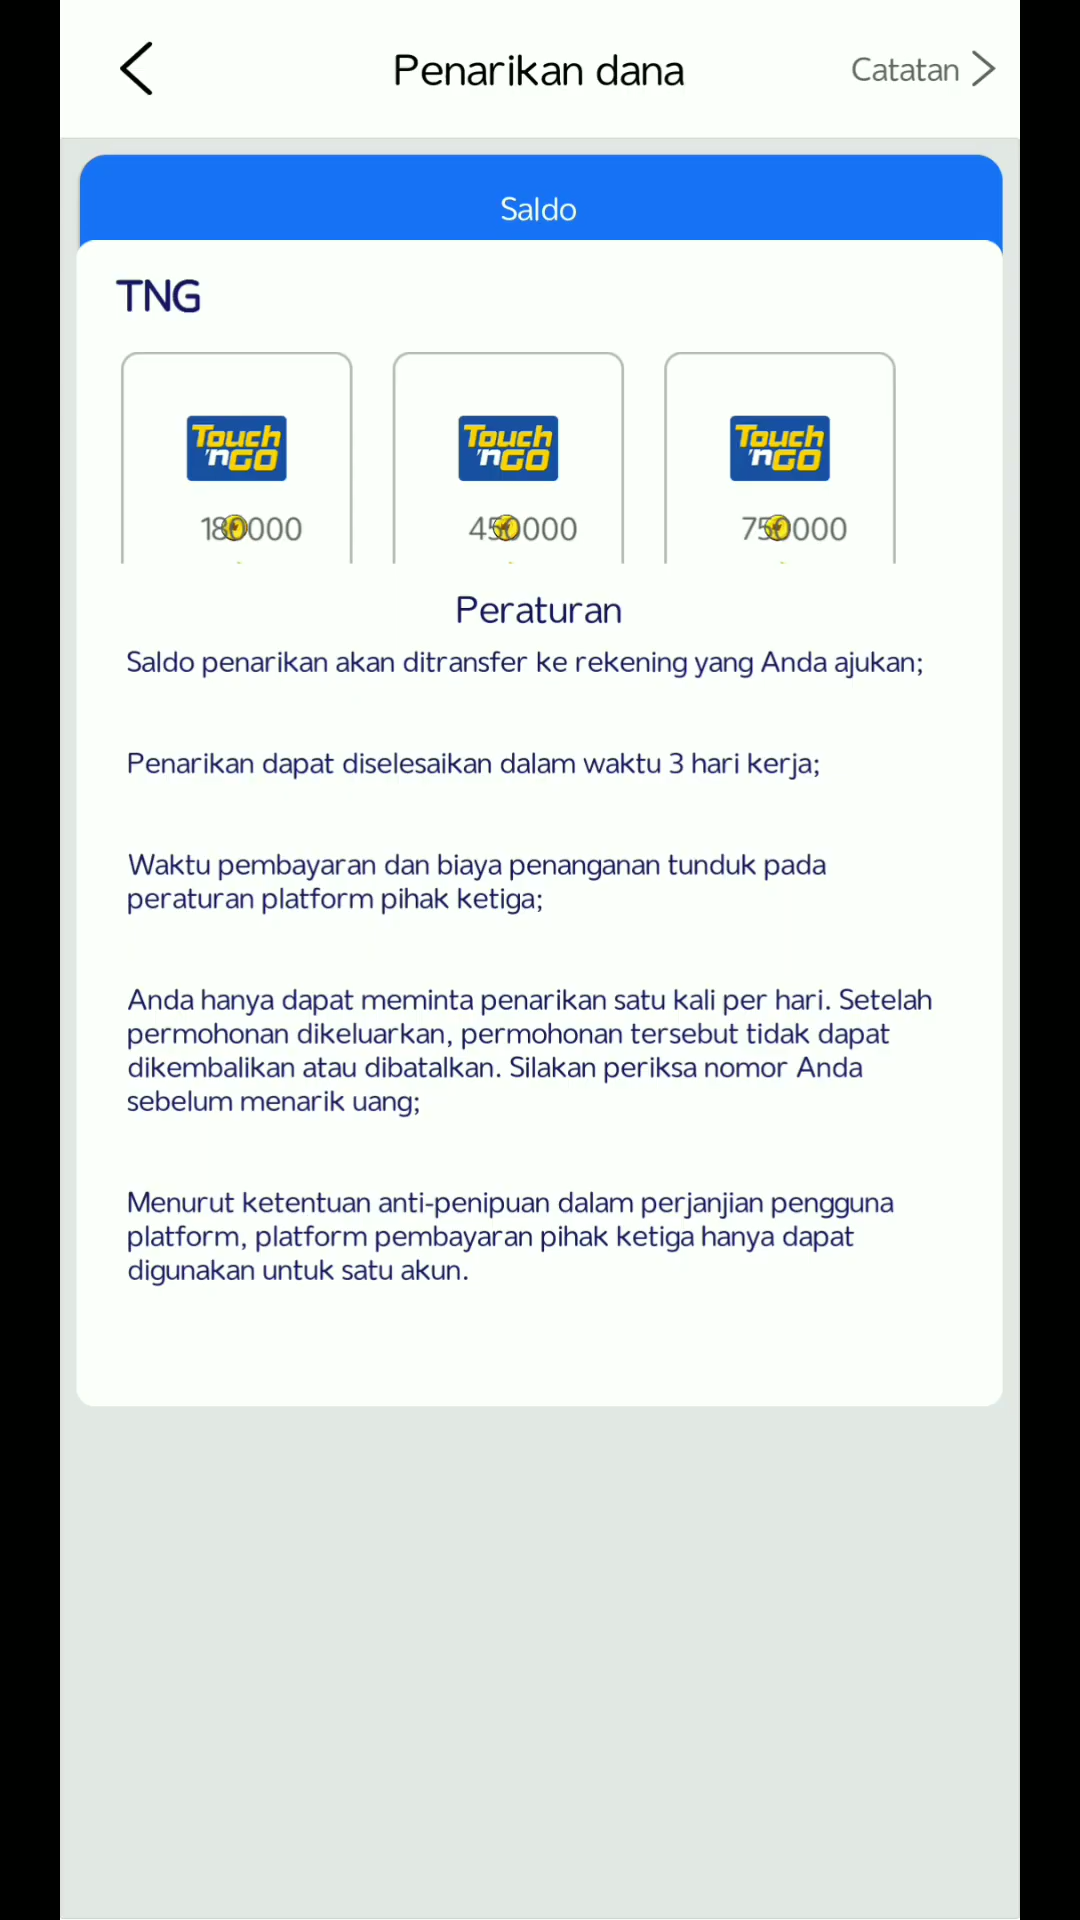 Penarikan dana
Catatan
Saldo
TNG
Touch 'n GO
Touch 'n GO
Touch 'n GO
180000
450000
750000
Peraturan
Saldo penarikan akan ditransfer ke rekening yang Anda ajukan;
Penarikan dapat diselesaikan dalam waktu 3 hari kerja;
Waktu pembayaran dan biaya penanganan tunduk pada
peraturan platform pihak ketiga;
Anda hanya dapat meminta penarikan satu kali per hari. Setelah
permohonan dikeluarkan, permohonan tersebut tidak dapat
dikembalikan atau dibatalkan. Silakan periksa nomor Anda
sebelum menarik uang;
Menurut ketentuan anti-penipuan dalam perjanjian pengguna
platform, platform pembayaran pihak ketiga hanya dapat
digunakan untuk satu akun.